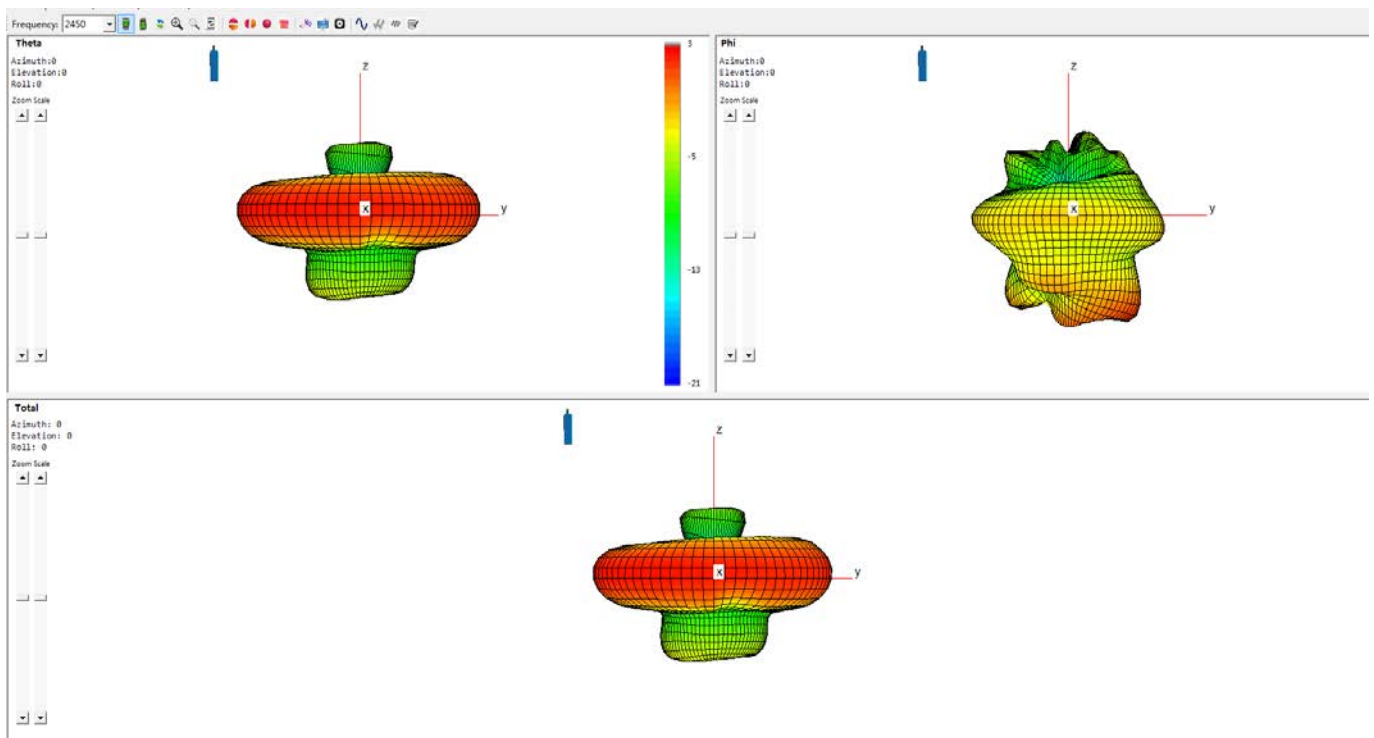 Frequency: 2450
Theta
Azimuth:0
Elevation:0
Roll:0
Zoom Scale
z
x
y
3
-5
-13
-21
Phi
Azimuth:0
Elevation:0
Roll:0
Zoom Scale
z
x
y
Total
Azimuth: 0
Elevation: 0
Roll: 0
Zoom Scale
z
x
y